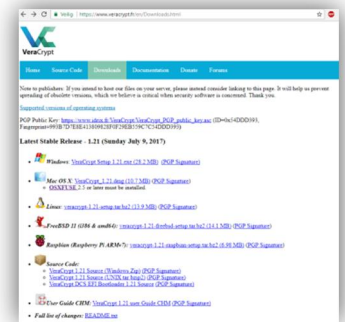 Veilig | https://www.veracrypt.fr/en/Downloads.html
VeraCrypt
Home Source Code Downloads Documentation Donate Forums
Note to publishers: If you intend to host our files on your server, please instead consider linking to this page. It will help us prevent
spreading of obsolete versions, which we believe is critical when security software is concerned. Thank you.
Supported versions of operating systems
PGP Public Key: https://www.idrix.fr/VeraCrypt/VeraCrypt_PGP_public_key.asc (ID=0x54DDD393,
Latest Stable Release - 1.21 (Sunday July 9, 2017)
Windows: VeraCrypt Setup 1.21.exe (28.2 MB) (PGP Signature)
Mac OS X: VeraCrypt_1.21.dmg (10.7 MB) (PGP Signature)
OSXFUSE 2.3 or later must be installed
Linux: veracrypt-1.21-setup.tar.bz2 (13.9 MB) (PGP Signature)
FreeBSD 11 (i386 & amd64): veracrypt-1.21-freebsd-setup.tar.bz2 (14.1 MB) (PGP Signature)
Raspbian (Raspberry Pi ARMv7): veracrypt-1.21-raspbian-setup.tar.bz2 (6.98 MB) (PGP Signature)
Source Code:
VeraCrypt 1.21 Source (Windows Zip) (PGP Signature)
VeraCrypt 1.21 Source (UNIX tar bzip2) (PGP Signature)
VeraCrypt DCS EFI Bootloader 1.21 Source (PGP Signature)
User Guide CHM: VeraCrypt 1.21 user Guide CHM (PGP Signature)
Full list of changes: README.txt